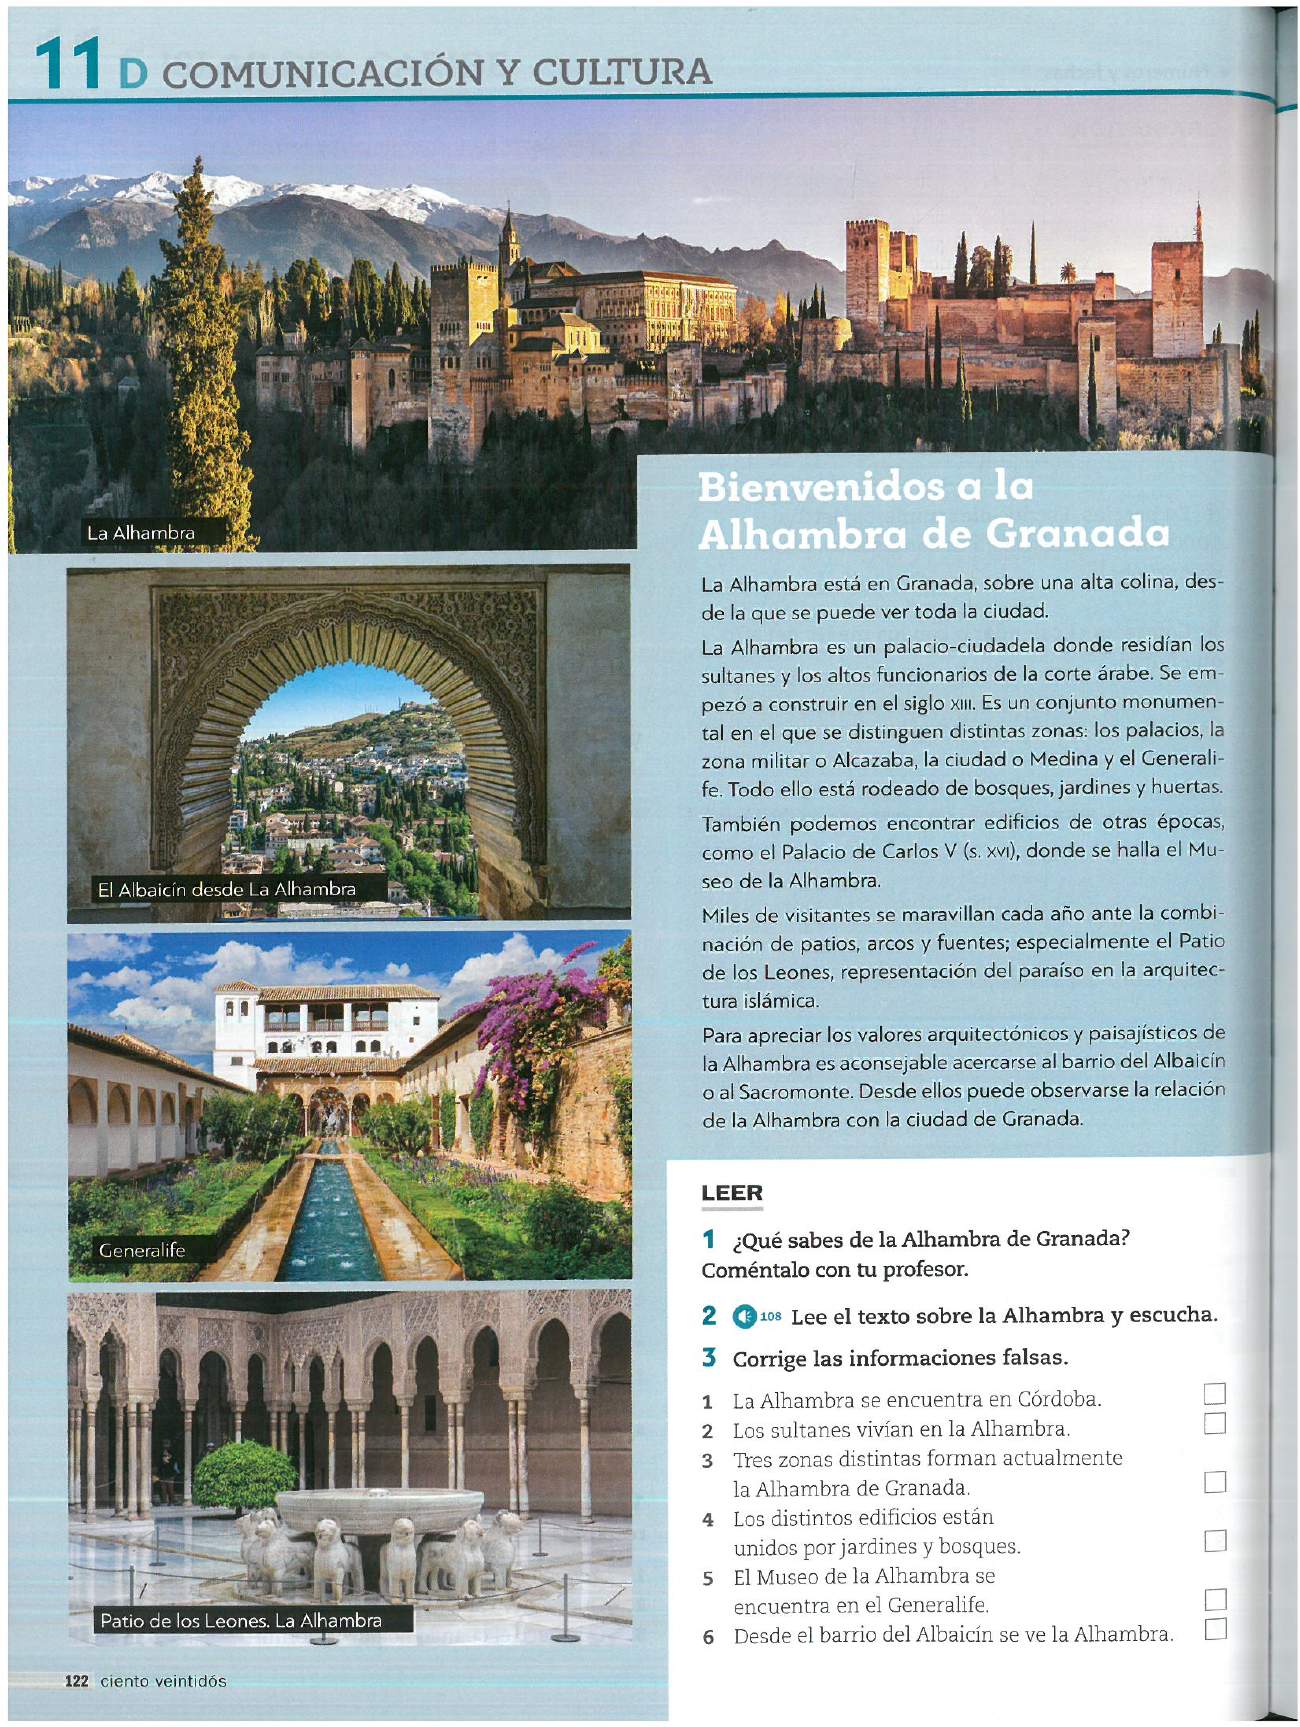 11 D COMUNICACIÓN Y CULTURA
La Alhambra
El Albaicín desde La Alhambra
Generalife
Patio de los Leones. La Alhambra
Bienvenidos a la
Alhambra de Granada
La Alhambra está en Granada, sobre una alta colina, des-
de la que se puede ver toda la ciudad.
La Alhambra es un palacio-ciudadela donde residían los
sultanes y los altos funcionarios de la corte árabe. Se em-
pezó a construir en el siglo XIII. Es un conjunto monumen-
tal en el que se distinguen distintas zonas: los palacios, la
zona militar o Alcazaba, la ciudad o Medina y el Generali-
fe. Todo ello está rodeado de bosques, jardines y huertas.
También podemos encontrar edificios de otras épocas,
como el Palacio de Carlos V (s. XVI), donde se halla el Mu-
seo de la Alhambra.
Miles de visitantes se maravillan cada año ante la combi-
nación de patios, arcos y fuentes; especialmente el Patio
de los Leones, representación del paraíso en la arquitec-
tura islámica.
Para apreciar los valores arquitectónicos y paisajísticos de
la Alhambra es aconsejable acercarse al barrio del Albaicín
o al Sacromonte. Desde ellos puede observarse la relación
de la Alhambra con la ciudad de Granada.
LEER
1 ¿Qué sabes de la Alhambra de Granada?
Coméntalo con tu profesor.
2 108 Lee el texto sobre la Alhambra y escucha.
3 Corrige las informaciones falsas.
1 La Alhambra se encuentra en Córdoba.
2 Los sultanes vivían en la Alhambra.
3 Tres zonas distintas forman actualmente
la Alhambra de Granada.
4 Los distintos edificios están
unidos por jardines y bosques.
5 El Museo de la Alhambra se
encuentra en el Generalife.
6 Desde el barrio del Albaicín se ve la Alhambra.
122 ciento veintidós